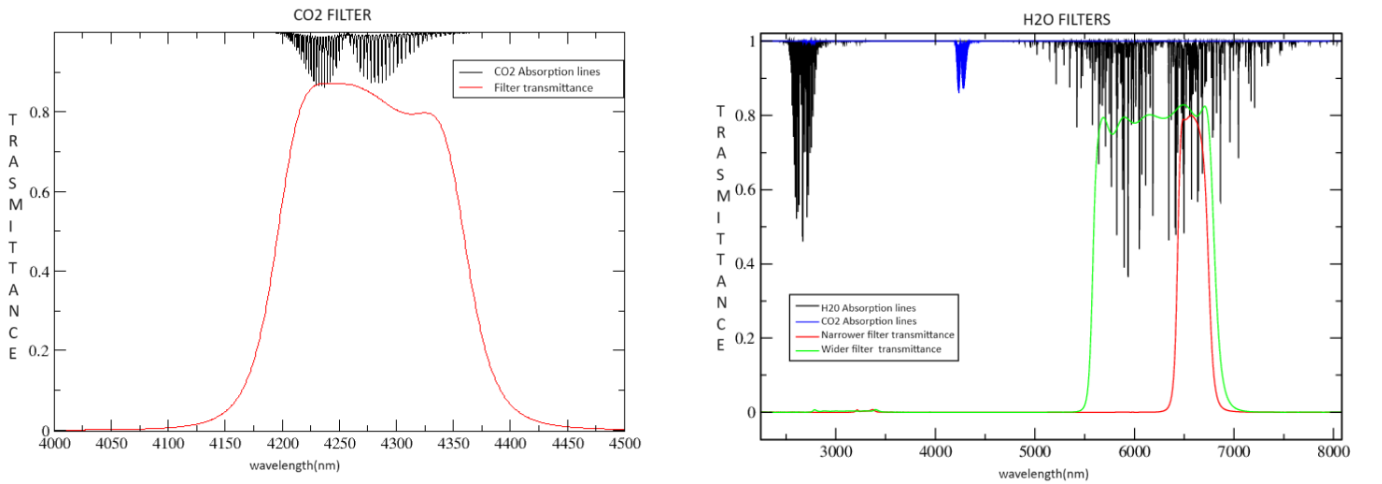 CO2 FILTER
CO2 Absorption lines
Filter transmittance
TRASMITTANCE
0.8
0.6
0.4
0.2
0
4000 4050 4100 4150 4200 4250 4300 4350 4400 4450 4500
wavelength(nm)
H2O FILTERS
TRASMITTANCE
1
0.8
0.6
0.4
0.2
0
H20 Absorption lines
CO2 Absorption lines
Narrower filter transmittance
Wider filter transmittance
3000 4000 5000 6000 7000 8000
wavelength(nm)